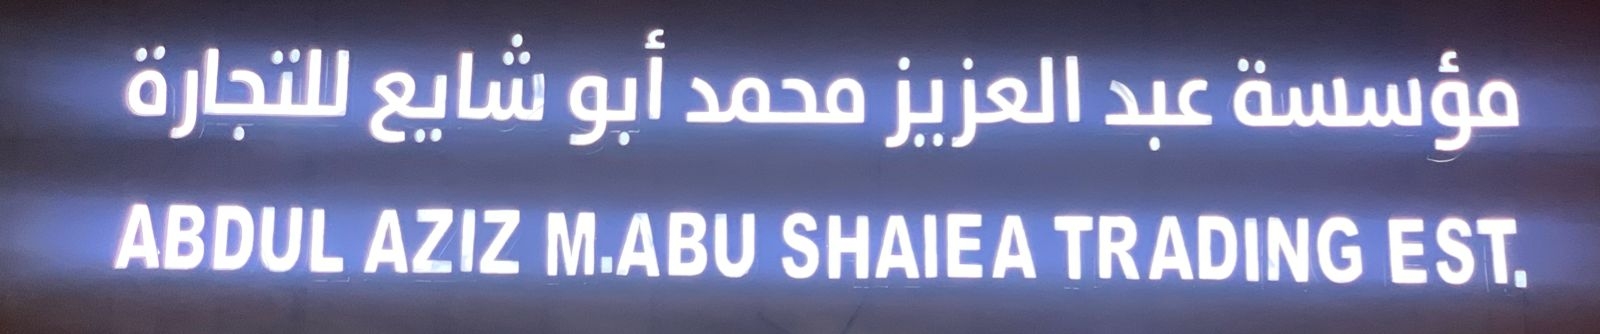 مؤسسة عبد العزيز محمد أبو شايع للتجارة
ABDUL AZIZ M.ABU SHAIEA TRADING EST.